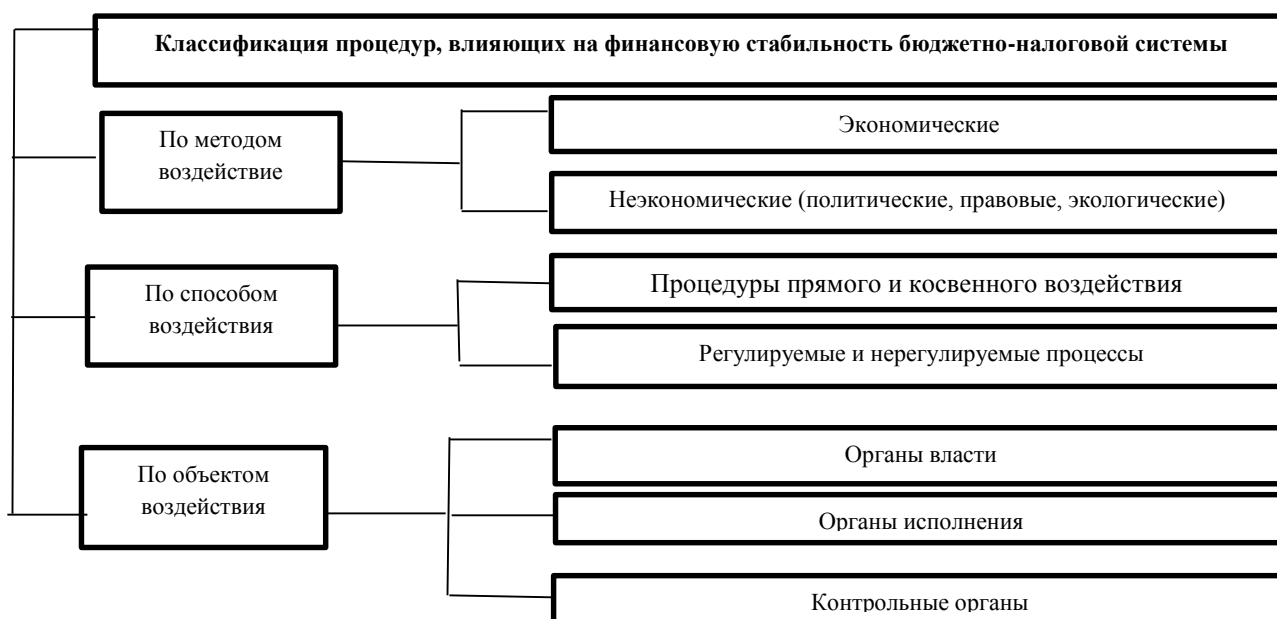 Классификация процедур, влияющих на финансовую стабильность бюджетно-налоговой системы
По методом
воздействие
Экономические
Неэкономические (политические, правовые, экологические)
По способом
воздействия
Процедуры прямого и косвенного воздействия
Регулируемые и нерегулируемые процессы
По объектом
воздействия
Органы власти
Органы исполнения
Контрольные органы